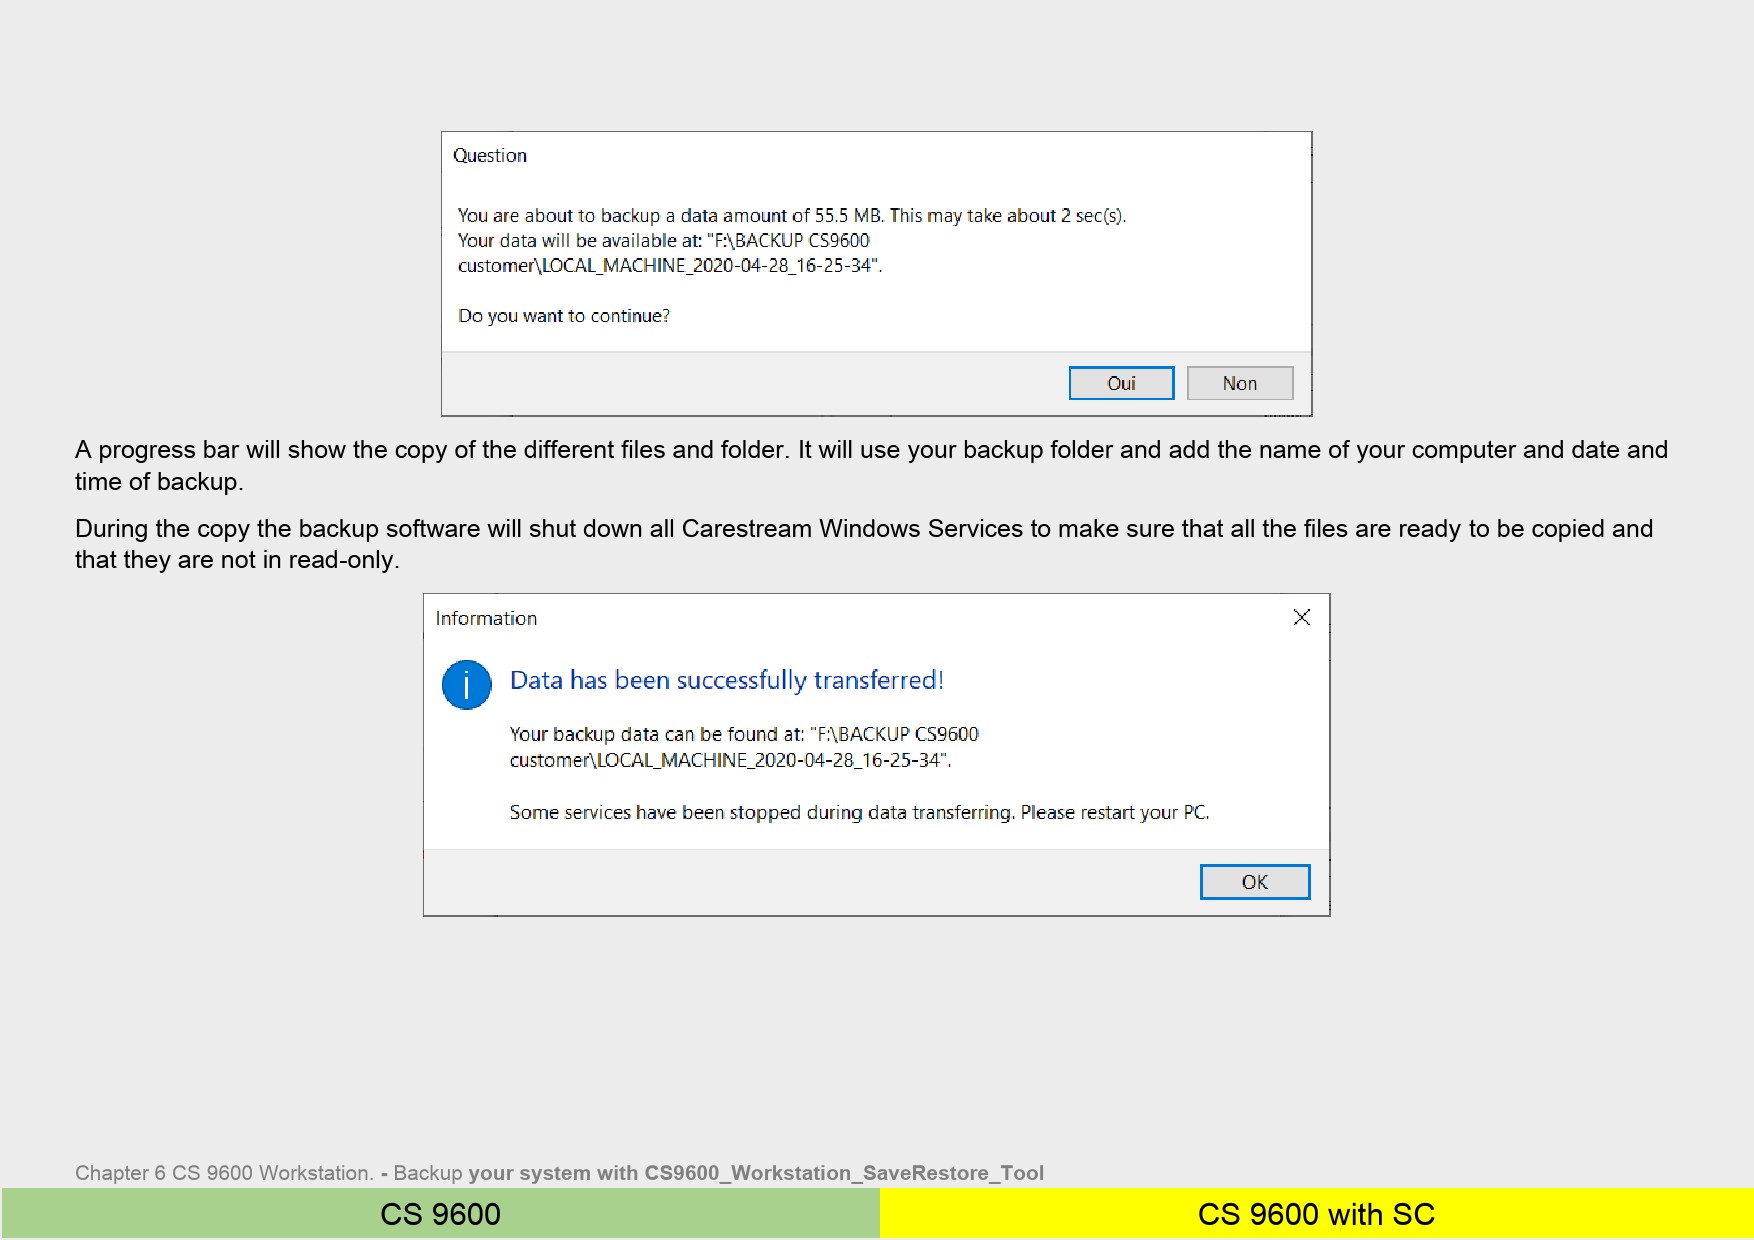 Question
You are about to backup a data amount of 55.5 MB. This may take about 2 sec(s).
Your data will be available at: "F:\BACKUP CS9600
customer\LOCAL_MACHINE_2020-04-28_16-25-34".
Do you want to continue?
Oui Non
A progress bar will show the copy of the different files and folder. It will use your backup folder and add the name of your computer and date and
time of backup.
During the copy the backup software will shut down all Carestream Windows Services to make sure that all the files are ready to be copied and
that they are not in read-only.
Information
Data has been successfully transferred!
Your backup data can be found at: "F:\BACKUP CS9600
customer\LOCAL_MACHINE_2020-04-28_16-25-34".
Some services have been stopped during data transferring. Please restart your PC.
OK
Chapter 6 CS 9600 Workstation. - Backup your system with CS9600_Workstation_SaveRestore_Tool
CS 9600 CS 9600 with SC